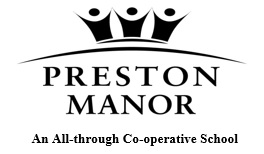 PRESTON
MANOR
An All-through Co-operative School